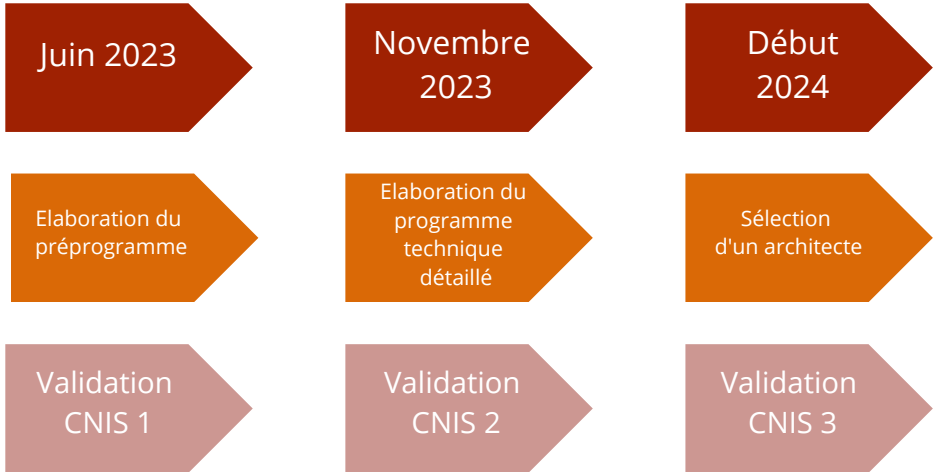 Juin 2023
Novembre
2023
Début
2024
Elaboration du
préprogramme
Elaboration du
programme
technique
détaillé
Sélection
d'un architecte
Validation
CNIS 1
Validation
CNIS 2
Validation
CNIS 3